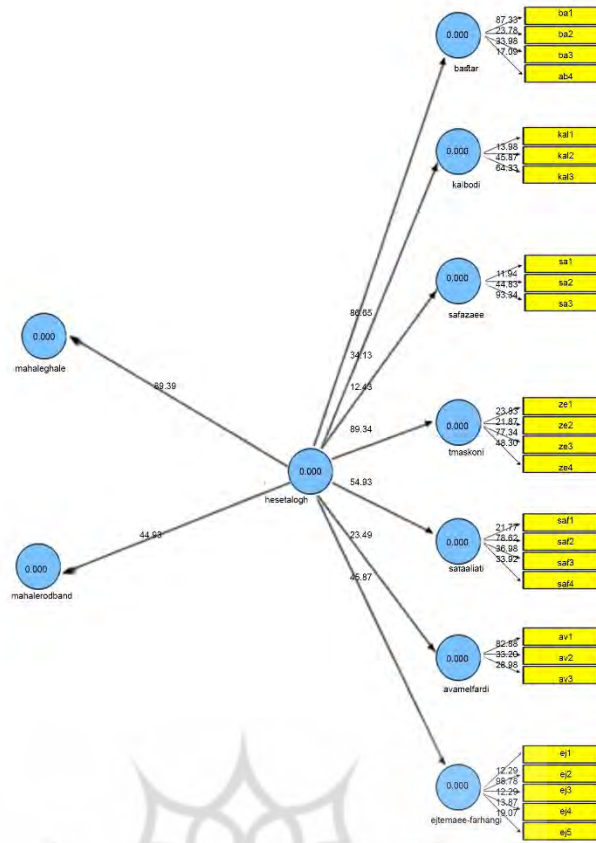 0.000
bastar
87.33
23.78
33.98
17.09
ba1
ba2
ba3
ab4
0.000
kalbodi
13.98
45.87
64.33
kal1
kal2
kal3
0.000
safazaee
11.94
44.83
93.34
sa1
sa2
sa3
0.000
mahaleghale
89.39
86.65
34.13
12.43
89.34
54.93
23.49
45.87
0.000
hesetalogh
44.93
0.000
mahalerodband
0.000
tmaskoni
23.83
21.87
77.34
48.30
ze1
ze2
ze3
ze4
0.000
21.77
78.62
36.98
33.92
saf1
saf2
saf3
saf4
0.000
avamelfardi
82.88
33.20
28.98
av1
av2
av3
0.000
ejtemaee-farhangi
12.29
98.78
12.29
13.87
19.07
ej1
ej2
ej3
ej4
ej5